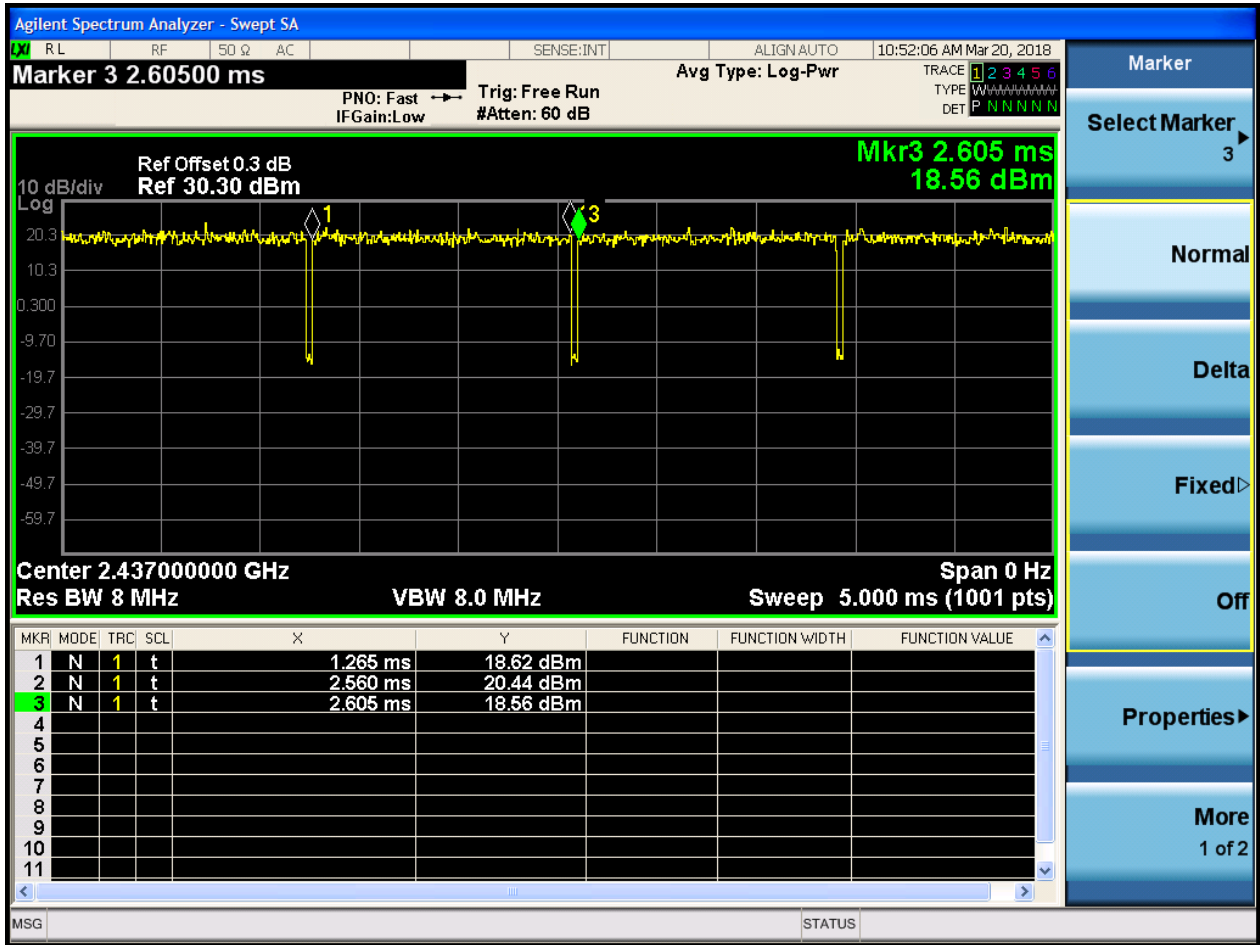 Agilent Spectrum Analyzer - Swept SA
LXI RL RF 50 Ω AC SENSE:INT ALIGN AUTO 10:52:06 AM Mar 20, 2018
Marker 3 2.60500 ms
PNO: Fast
IFGain:Low
Trig: Free Run
#Atten: 60 dB
Avg Type: Log-Pwr
TRACE 1 2 3 4 5 6
TYPE WWWWWW
DET P N N N N N
Mkr3 2.605 ms
18.56 dBm
Ref Offset 0.3 dB
10 dB/div Ref 30.30 dBm
Log
20.3
10.3
0.300
-9.70
-19.7
-29.7
-39.7
-49.7
-59.7
1
3
Center 2.437000000 GHz Span 0 Hz
Res BW 8 MHz VBW 8.0 MHz Sweep 5.000 ms (1001 pts)
MKR MODE TRC SCL X Y FUNCTION FUNCTION WIDTH FUNCTION VALUE
1 N 1 t 1.265 ms 18.62 dBm
2 N 1 t 2.560 ms 20.44 dBm
3 N 1 t 2.605 ms 18.56 dBm
4
5
6
7
8
9
10
11
MSG STATUS
Marker
Select Marker
3
Normal
Delta
Fixed
Off
Properties
More
1 of 2